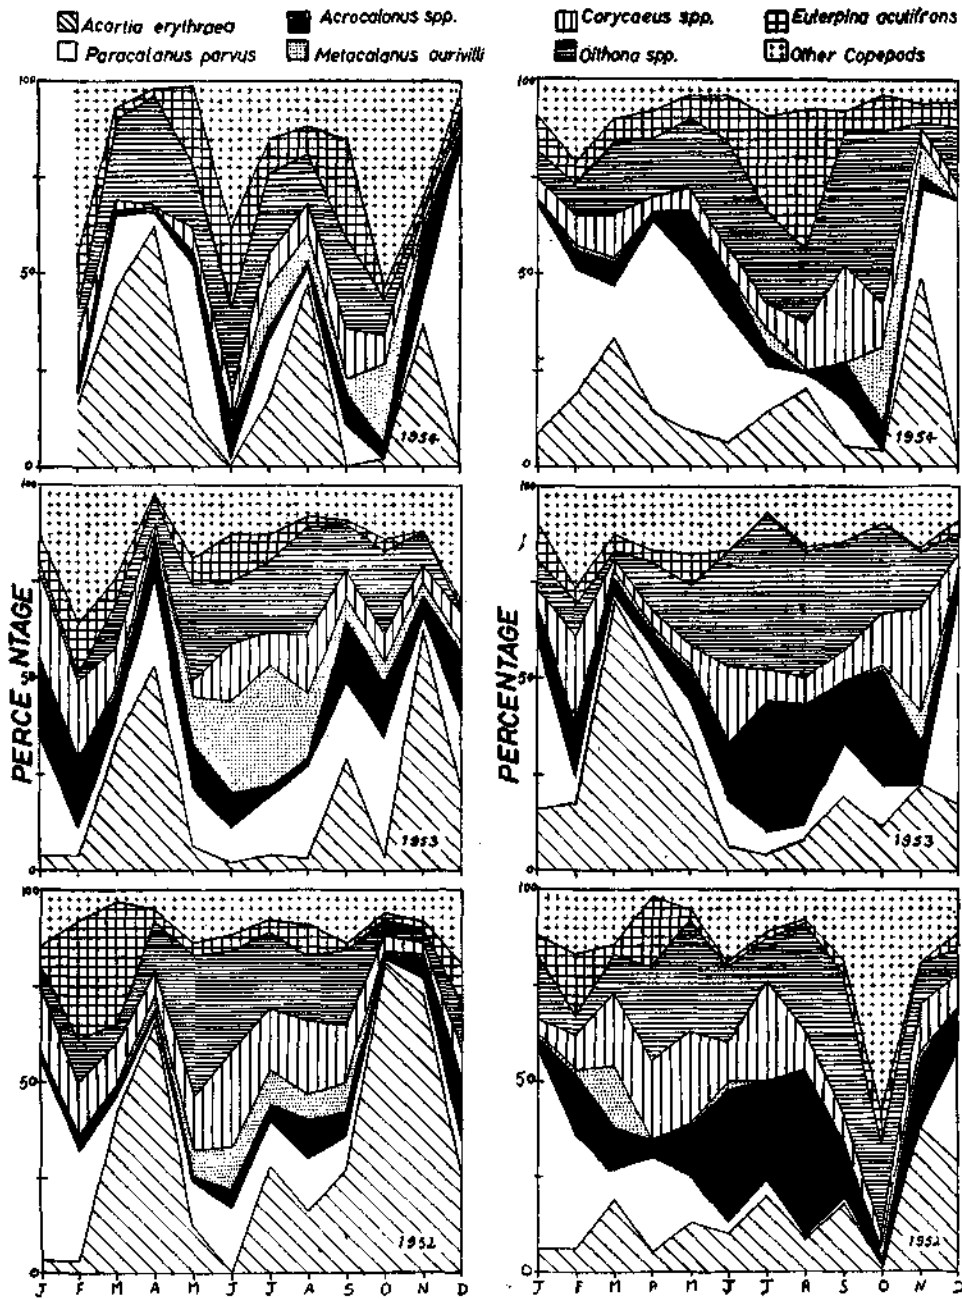 Acartia erythraea Acrocalanus spp. Corycaeus spp. Euterpina acutifrons
Paracalanus parvus Metacalanus aurivilli Oithona spp. Other Copepods
100 100
50 50
0 1954 0 1954
100 100
PERCENTAGE PERCENTAGE
50 50
0 1953 0 1953
100 100
50 50
0 1952 0 1952
J F M A M J J A S O N D J F M A M J J A S O N D